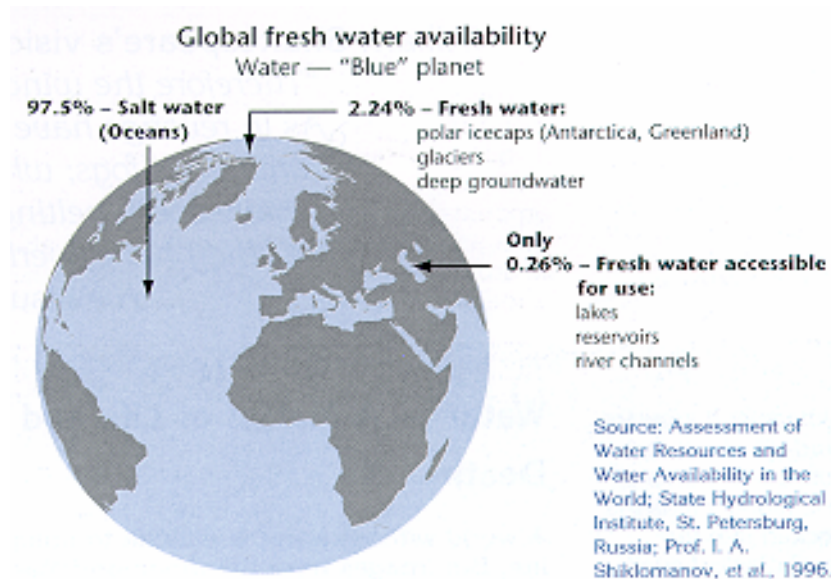 Global fresh water availability
Water — "Blue" planet
97.5% – Salt water
(Oceans)
2.24% – Fresh water:
polar icecaps (Antarctica, Greenland)
glaciers
deep groundwater
Only
0.26% – Fresh water accessible
for use:
lakes
reservoirs
river channels
Source: Assessment of
Water Resources and
Water Availability in the
World; State Hydrological
Institute, St. Petersburg,
Russia; Prof. I. A.
Shiklomanov, et al., 1996.